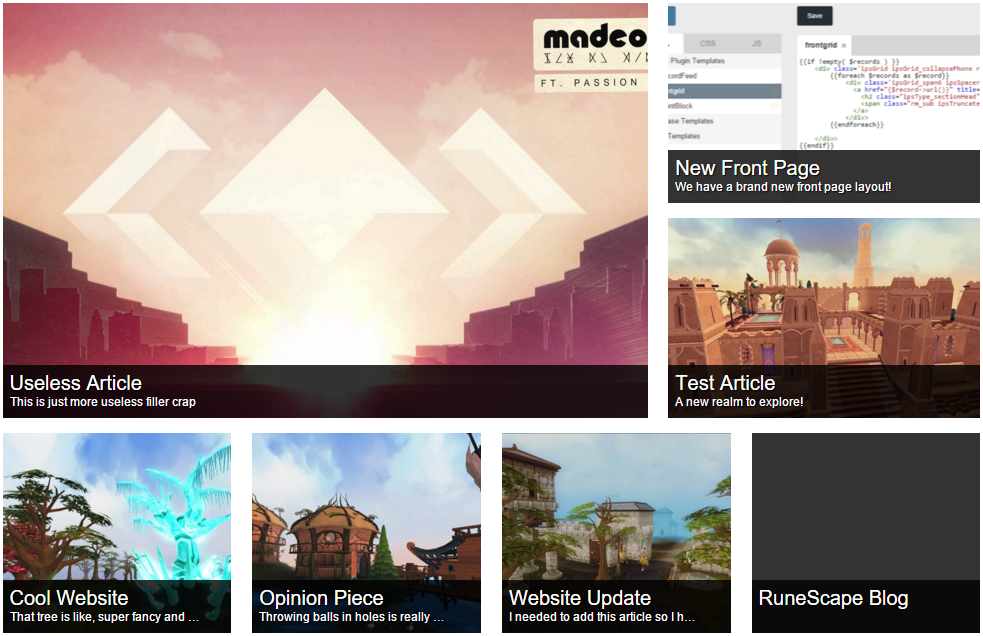 madeo
FT. PASSION
Useless Article
This is just more useless filler crap
Save
CSS
JS
frontgrid ×
Plugin Templates
cordFeed
ntgrid
ntBlock
ase Templates
Templates
{{if !empty( $records ) }}
<div class='ipsGrid ipsGrid_collapsePhone r
{{foreach $records as $record}}
<div class='ipsGrid_span6 ipsSpacer
<a href="{$record->url()}" title=
<h2 class="ipsType_sectionHead"
<span class="rm_sub ipsTruncate
</a>
</div>
{{endforeach}}
</div>
{{endif}}
New Front Page
We have a brand new front page layout!
Test Article
A new realm to explore!
Cool Website
That tree is like, super fancy and ...
Opinion Piece
Throwing balls in holes is really ...
Website Update
I needed to add this article so I h...
RuneScape Blog